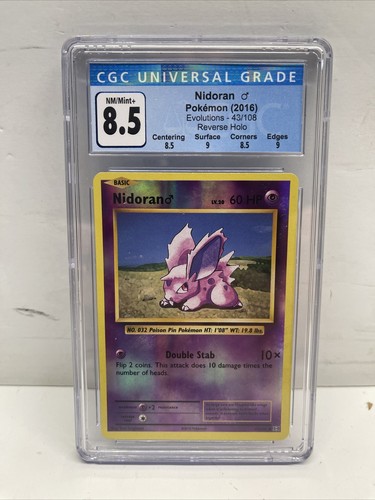 CGC UNIVERSAL GRADE
NM/Mint+
8.5
Nidoran ♂
Pokémon (2016)
Evolutions - 43/108
Reverse Holo
Centering Surface Corners Edges
8.5 9 8.5 9
BASIC
Nidoran♂ 60 HP
NO. 032 Poison Pin Pokémon HT: 1'08" WT: 19.8 lbs.
Double Stab 10×
Flip 2 coins. This attack does 10 damage times the
number of heads.
×2